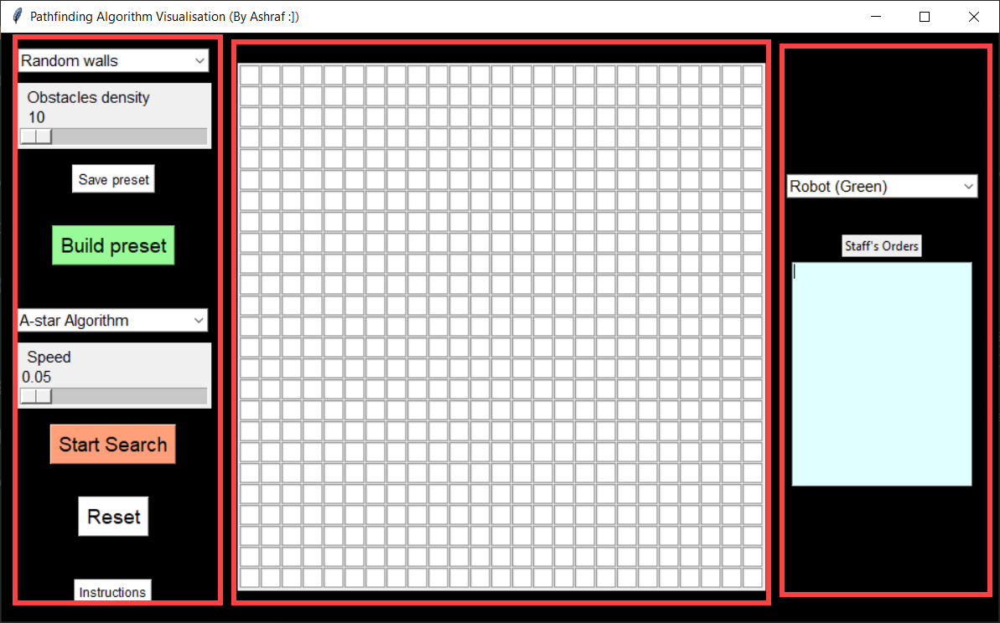 Pathfinding Algorithm Visualisation (By Ashraf :])
Random walls
Obstacles density
10
Save preset
Build preset
A-star Algorithm
Speed
0.05
Start Search
Reset
Instructions
Robot (Green)
Staff's Orders